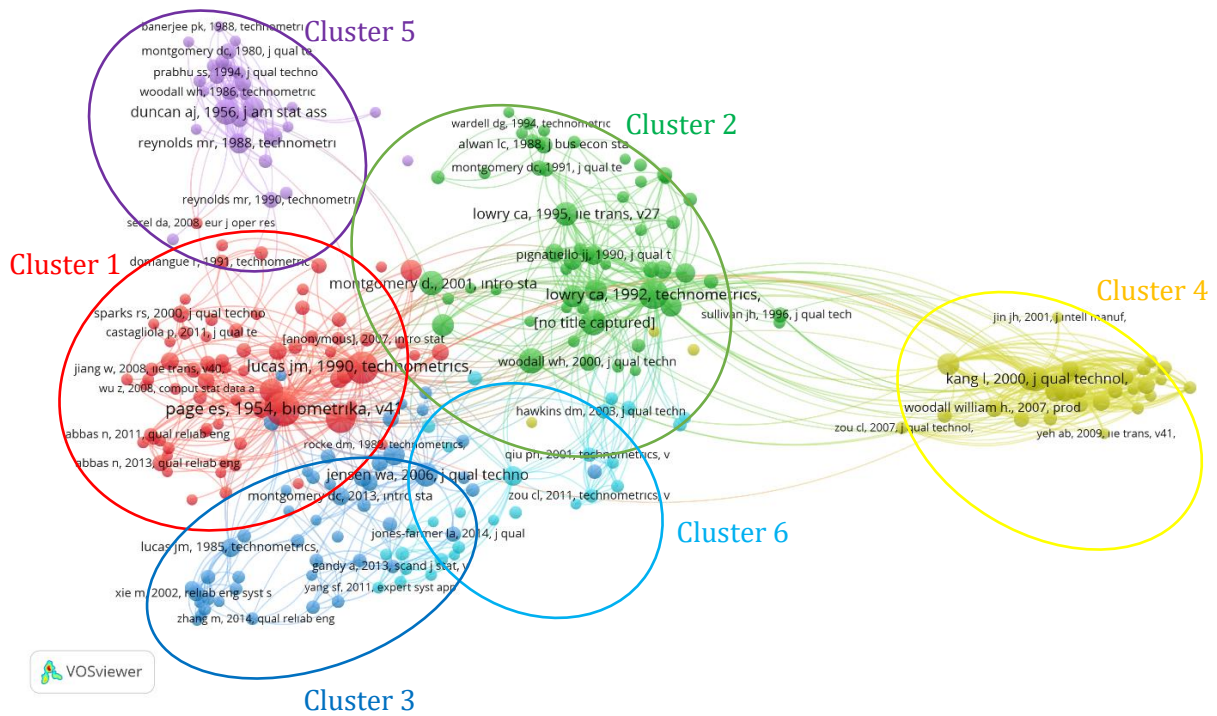 banerjee pk, 1988, technometri
Cluster 5
montgomery dc, 1980, j qual te
prabhu ss, 1994, j qual techno
woodall wh, 1986, technometric
duncan aj, 1956, j am stat ass
reynolds mr, 1988, technometri
reynolds mr, 1990, technometri
serel da, 2008, eur j oper res
wardell dg, 1994, technometric
Cluster 2
alwan lc, 1988, j bus econ sta
montgomery dc, 1991, j qual te
lowry ca, 1995, iie trans, v27
pignatiello jj, 1990, j qual t
montgomery d., 2001, intro sta
lowry ca, 1992, technometrics,
[no title captured]
sullivan jh, 1996, j qual tech
woodall wh, 2000, j qual techn
Cluster 1
domangue r, 1991, technometric
sparks rs, 2000, j qual techno
castagliola p, 2011, j qual te
[anonymous], 2007, intro stat
jiang w, 2008, iie trans, v40,
lucas jm, 1990, technometrics,
wu z, 2008, comput stat data a
page es, 1954, biometrika, v41
abbas n, 2011, qual reliab eng
abbas n, 2013, qual reliab eng
Cluster 4
jin jh, 2001, j intell manuf,
kang l, 2000, j qual technol,
woodall william h., 2007, prod
zou cl, 2007, j qual technol,
yeh ab, 2009, iie trans, v41,
hawkins dm, 2003, j qual techn
rocke dm, 1989, technometrics,
qiu ph, 2001, technometrics, v
jensen wa, 2006, j qual techno
montgomery dc, 2013, intro sta
zou cl, 2011, technometrics, v
Cluster 6
lucas jm, 1985, technometrics,
jones-farmer la, 2014, j qual
gandy a, 2013, scand j stat, v
xie m, 2002, reliab eng syst s
yang sf, 2011, expert syst app
zhang m, 2014, qual reliab eng
VOSviewer
Cluster 3